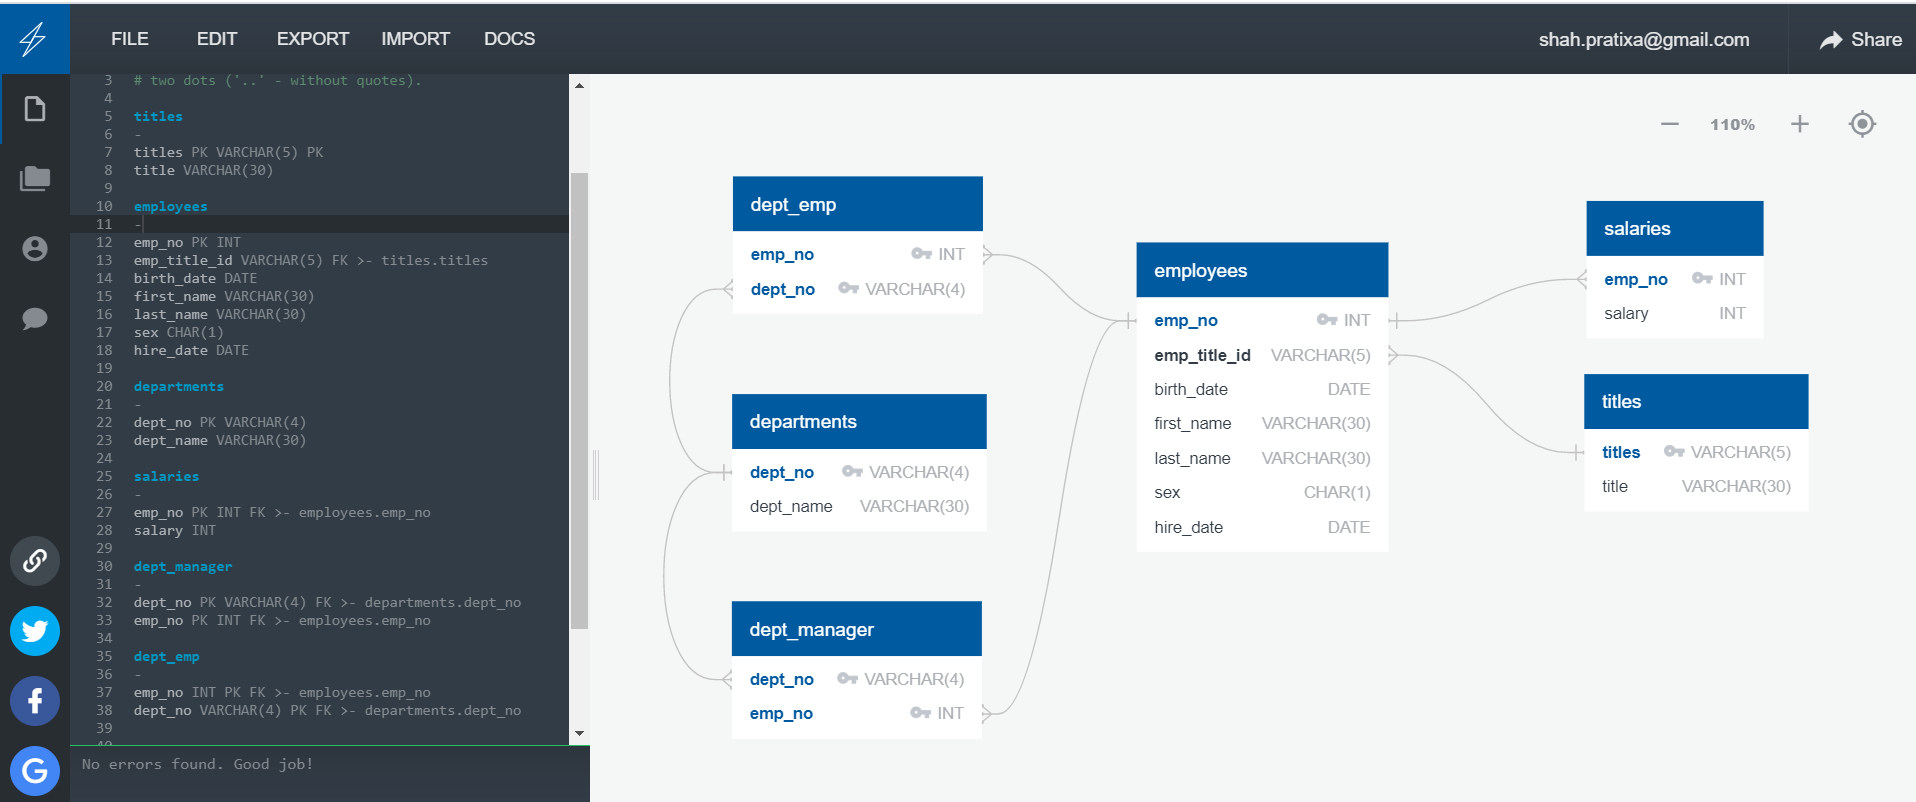 FILE EDIT EXPORT IMPORT DOCS shah.pratixa@gmail.com Share
3 # two dots ('..' - without quotes).
4
5 titles
6 -
7 titles PK VARCHAR(5) PK
8 title VARCHAR(30)
9
10 employees
11 -
12 emp_no PK INT
13 emp_title_id VARCHAR(5) FK >- titles.titles
14 birth_date DATE
15 first_name VARCHAR(30)
16 last_name VARCHAR(30)
17 sex CHAR(1)
18 hire_date DATE
19
20 departments
21 -
22 dept_no PK VARCHAR(4)
23 dept_name VARCHAR(30)
24
25 salaries
26 -
27 emp_no PK INT FK >- employees.emp_no
28 salary INT
29
30 dept_manager
31 -
32 dept_no PK VARCHAR(4) FK >- departments.dept_no
33 emp_no PK INT FK >- employees.emp_no
34
35 dept_emp
36 -
37 emp_no INT PK FK >- employees.emp_no
38 dept_no VARCHAR(4) PK FK >- departments.dept_no
39
40
No errors found. Good job!
110%
dept_emp
emp_no INT
dept_no VARCHAR(4)
departments
dept_no VARCHAR(4)
dept_name VARCHAR(30)
dept_manager
dept_no VARCHAR(4)
emp_no INT
employees
emp_no INT
emp_title_id VARCHAR(5)
birth_date DATE
first_name VARCHAR(30)
last_name VARCHAR(30)
sex CHAR(1)
hire_date DATE
salaries
emp_no INT
salary INT
titles
titles VARCHAR(5)
title VARCHAR(30)